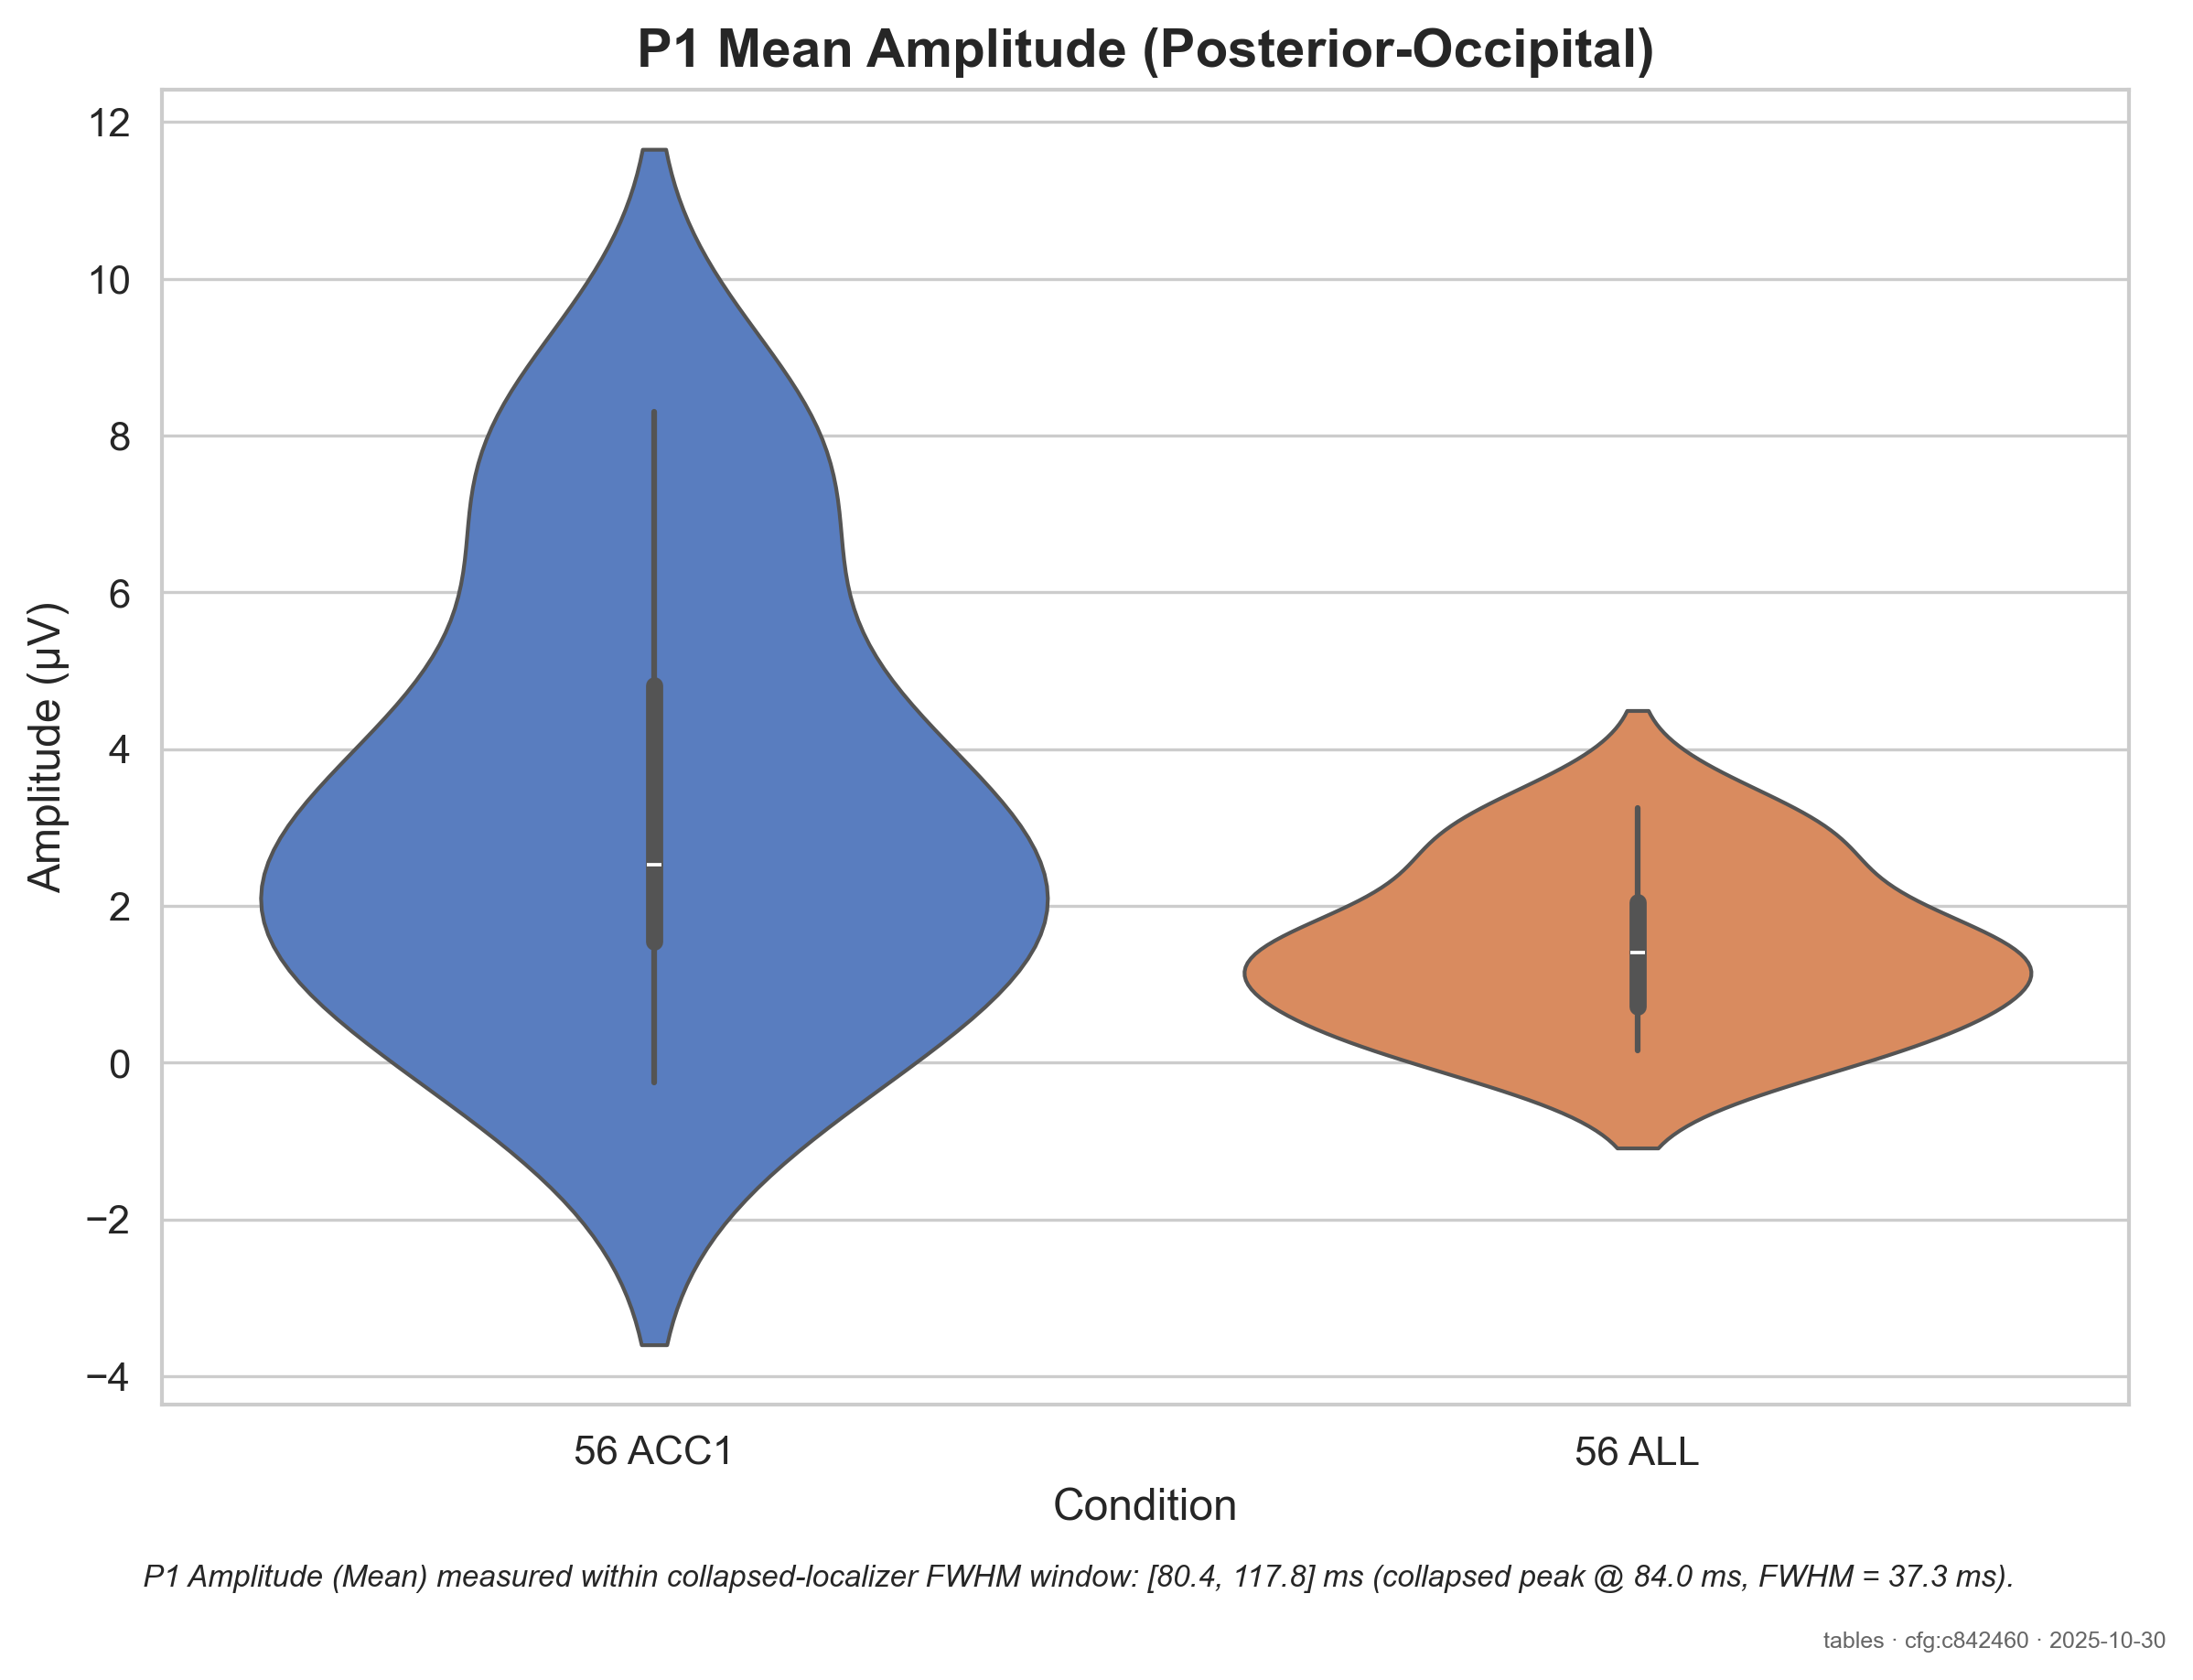 P1 Mean Amplitude (Posterior-Occipital)
12
10
8
6
4
2
0
−2
−4
Amplitude (µV)
56 ACC1
56 ALL
Condition
P1 Amplitude (Mean) measured within collapsed-localizer FWHM window: [80.4, 117.8] ms (collapsed peak @ 84.0 ms, FWHM = 37.3 ms).
tables · cfg:c842460 · 2025-10-30